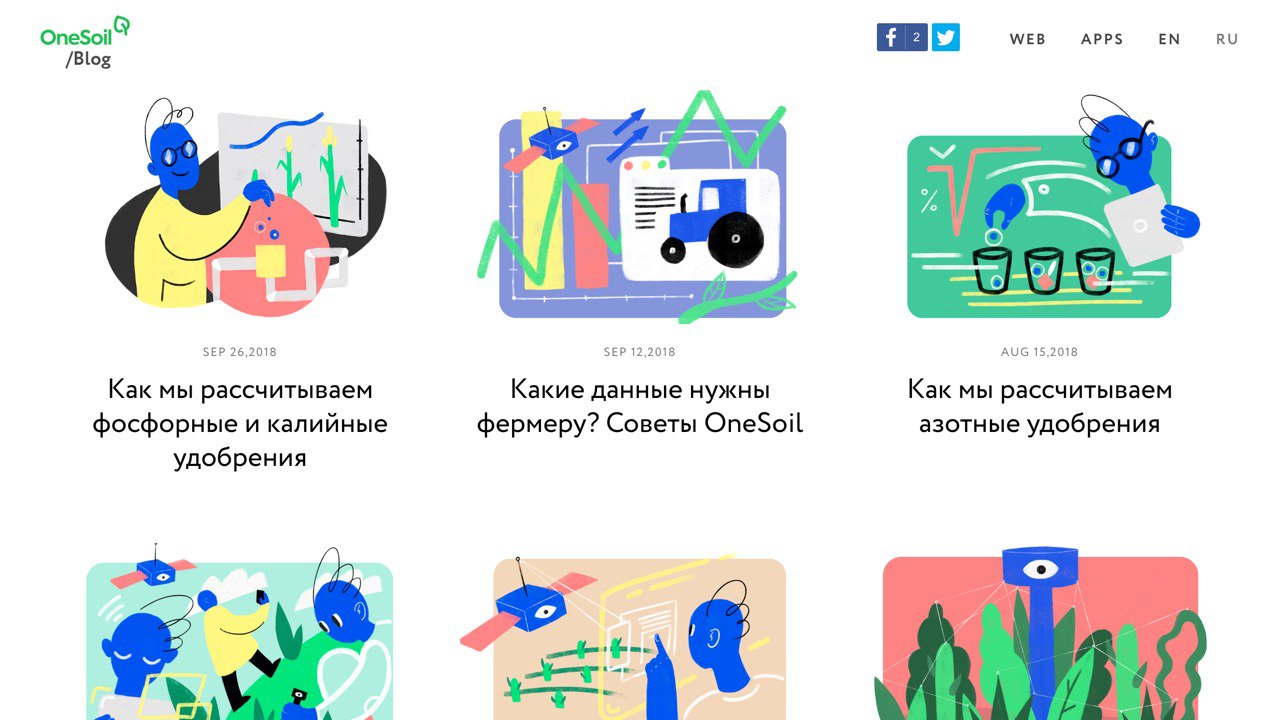 OneSoil
/Blog
2
WEB
APPS
EN
RU
%
SEP 26,2018
Как мы рассчитываем
фосфорные и калийные
удобрения
SEP 12,2018
Какие данные нужны
фермеру? Советы OneSoil
AUG 15,2018
Как мы рассчитываем
азотные удобрения